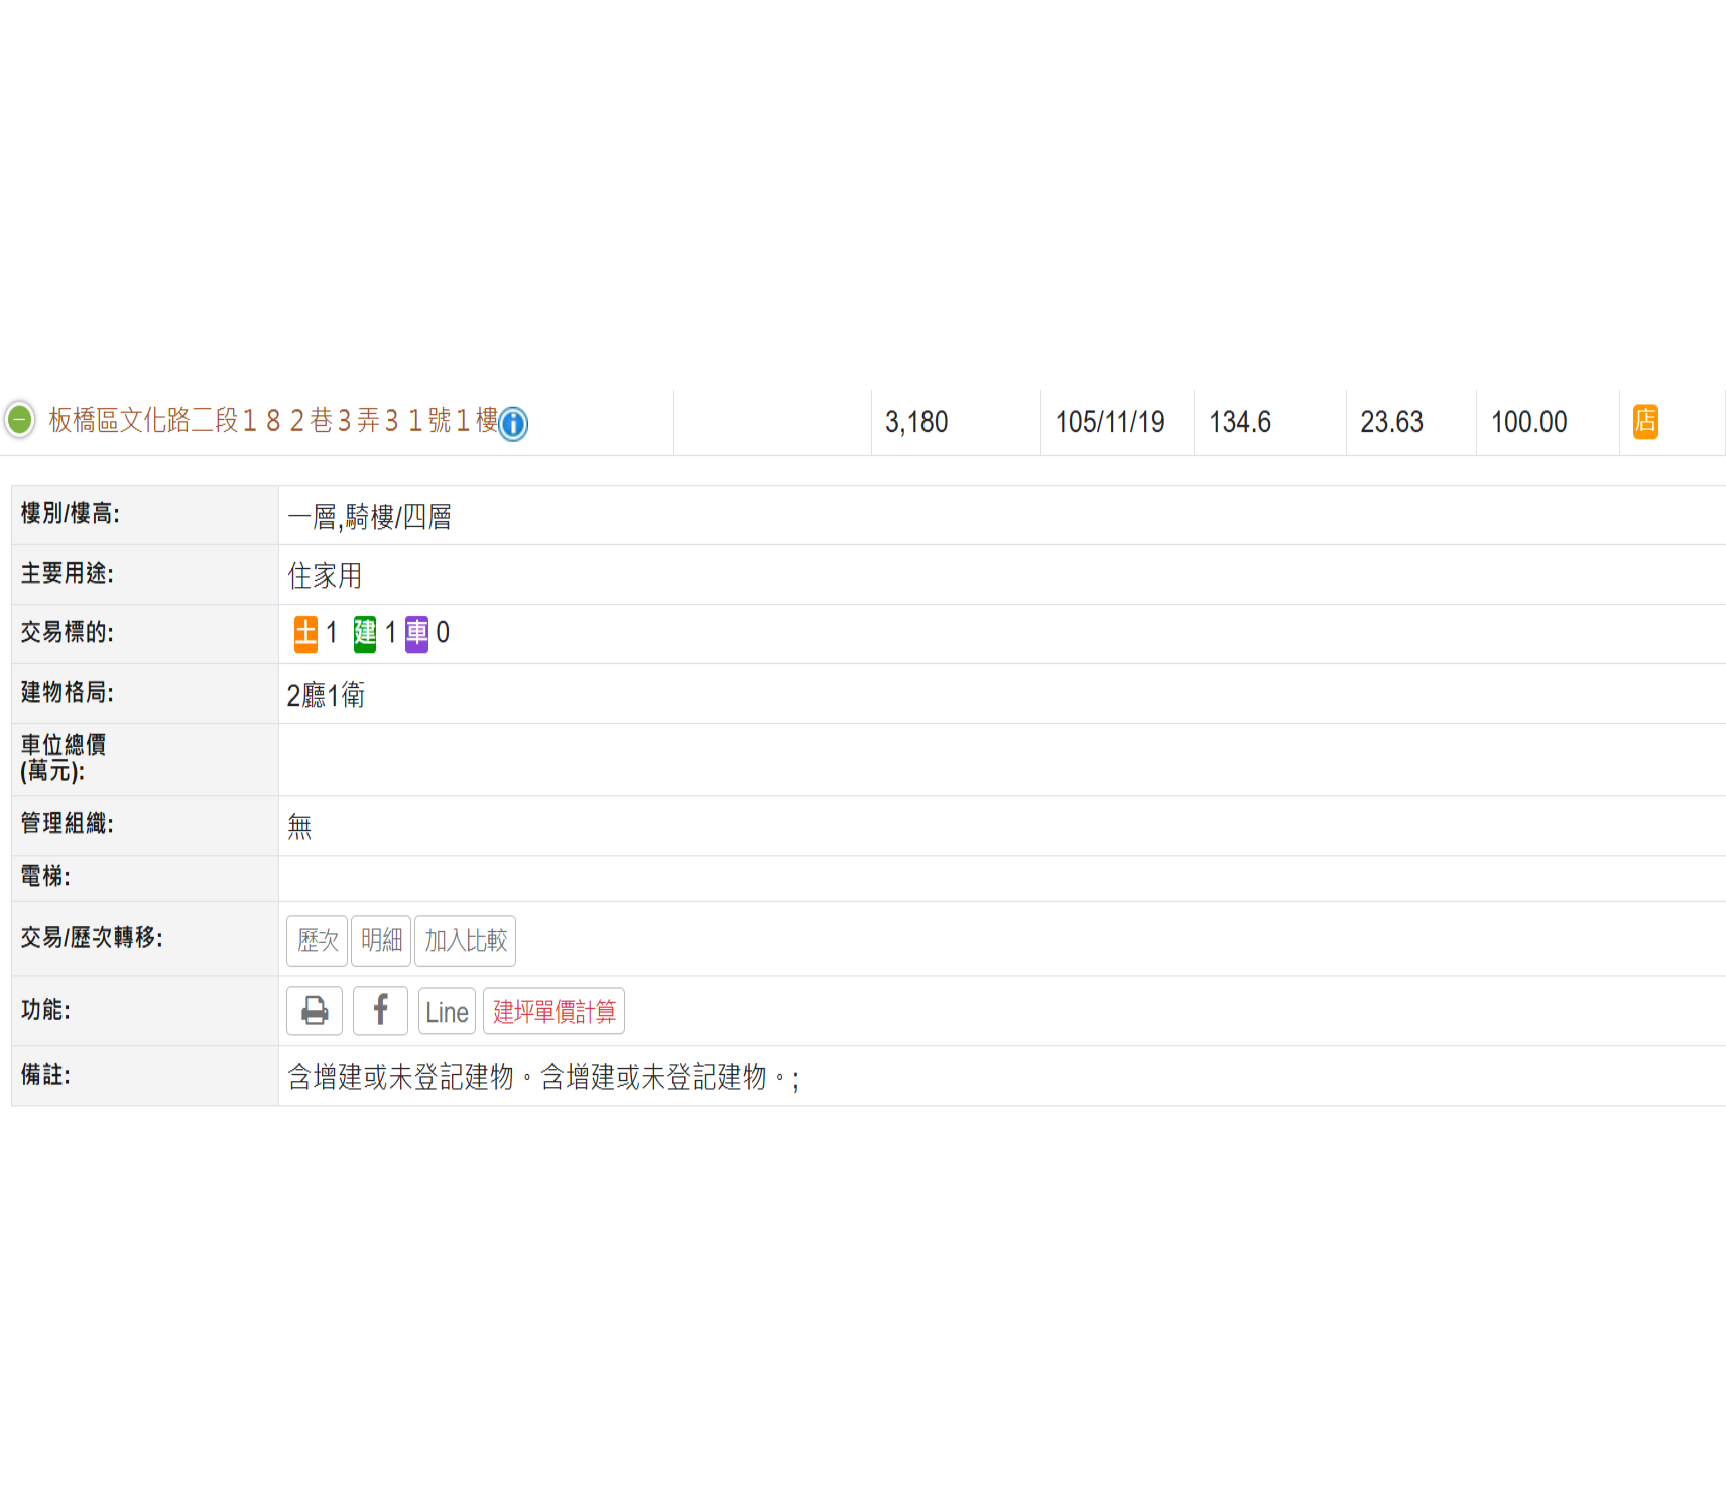 板橋區文化路二段１８２巷３弄３１號１樓 3,180 105/11/19 134.6 23.63 100.00 店
樓別/樓高: 一層,騎樓/四層
主要用途: 住家用
交易標的: 土 1 建 1 車 0
建物格局: 2廳1衛
車位總價
(萬元):
管理組織: 無
電梯:
交易/歷次轉移: 歷次 明細 加入比較
功能: Line 建坪單價計算
備註: 含增建或未登記建物。含增建或未登記建物。;